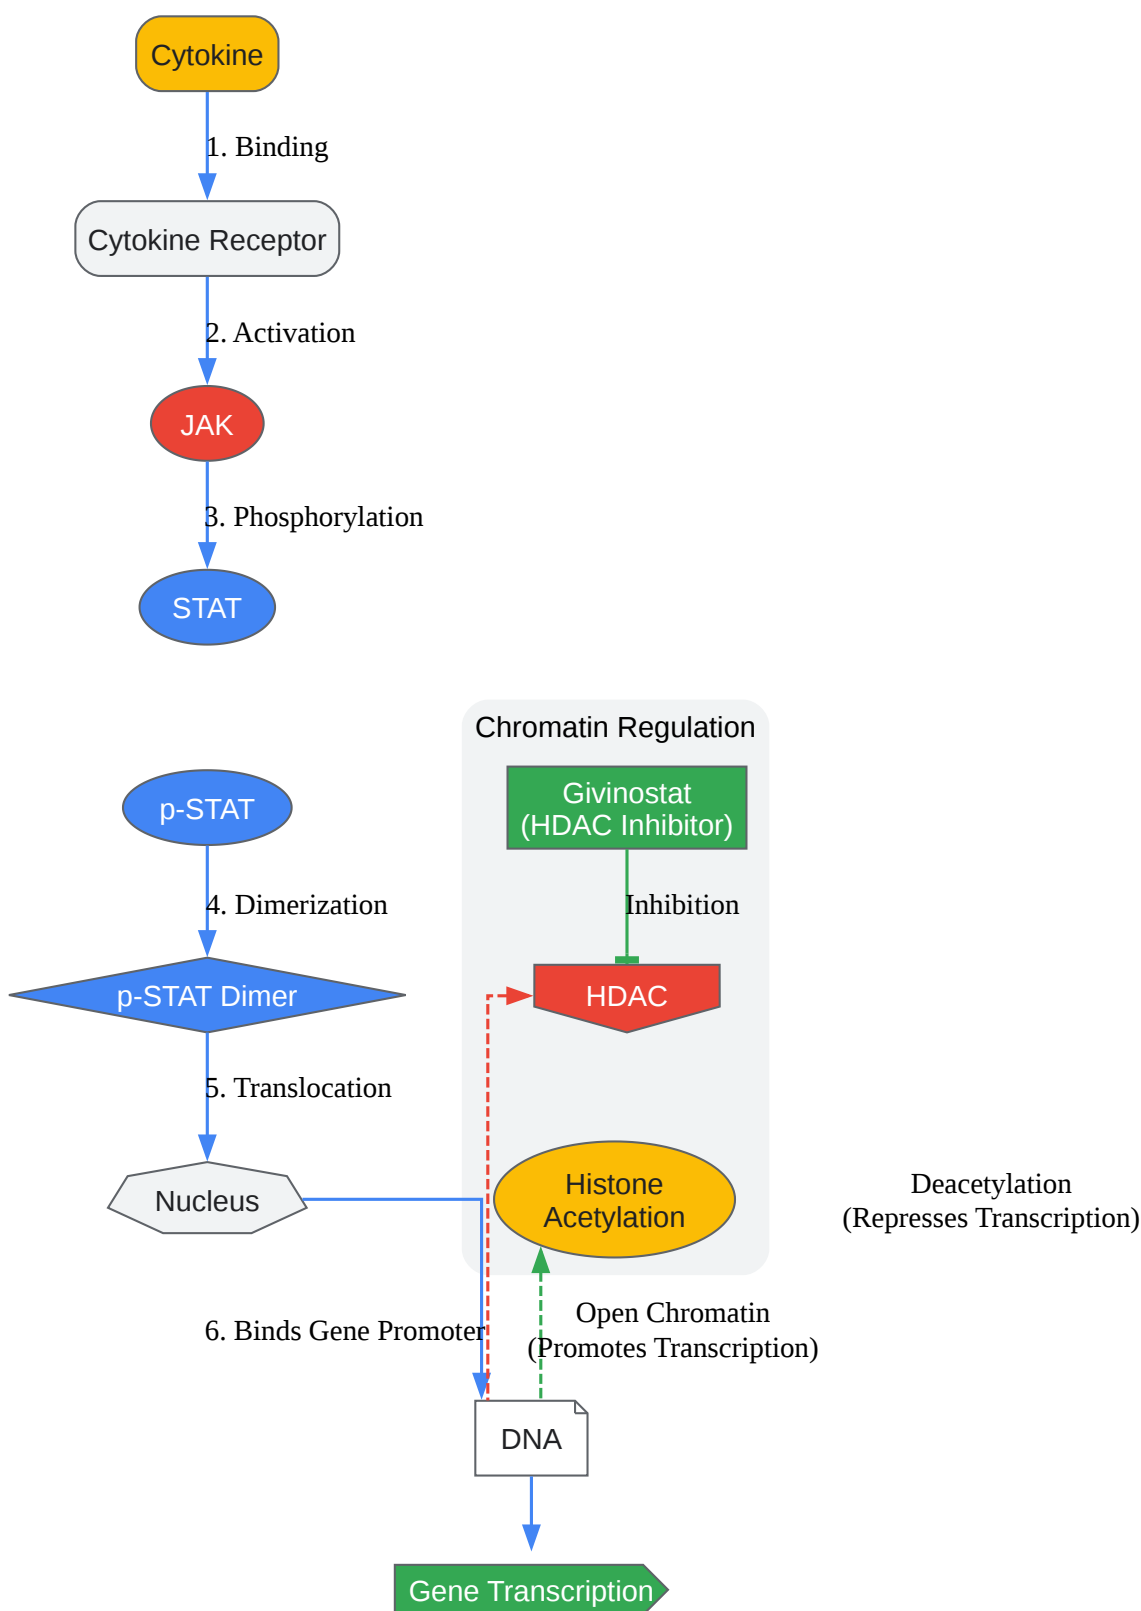 Cytokine
1. Binding
Cytokine Receptor
2. Activation
JAK
3. Phosphorylation
STAT
Chromatin Regulation
Givinostat
(HDAC Inhibitor)
p-STAT
4. Dimerization
Inhibition
p-STAT Dimer
HDAC
5. Translocation
Nucleus
Histone
Acetylation
Deacetylation
(Represses Transcription)
6. Binds Gene Promoter
Open Chromatin
(Promotes Transcription)
DNA
Gene Transcription